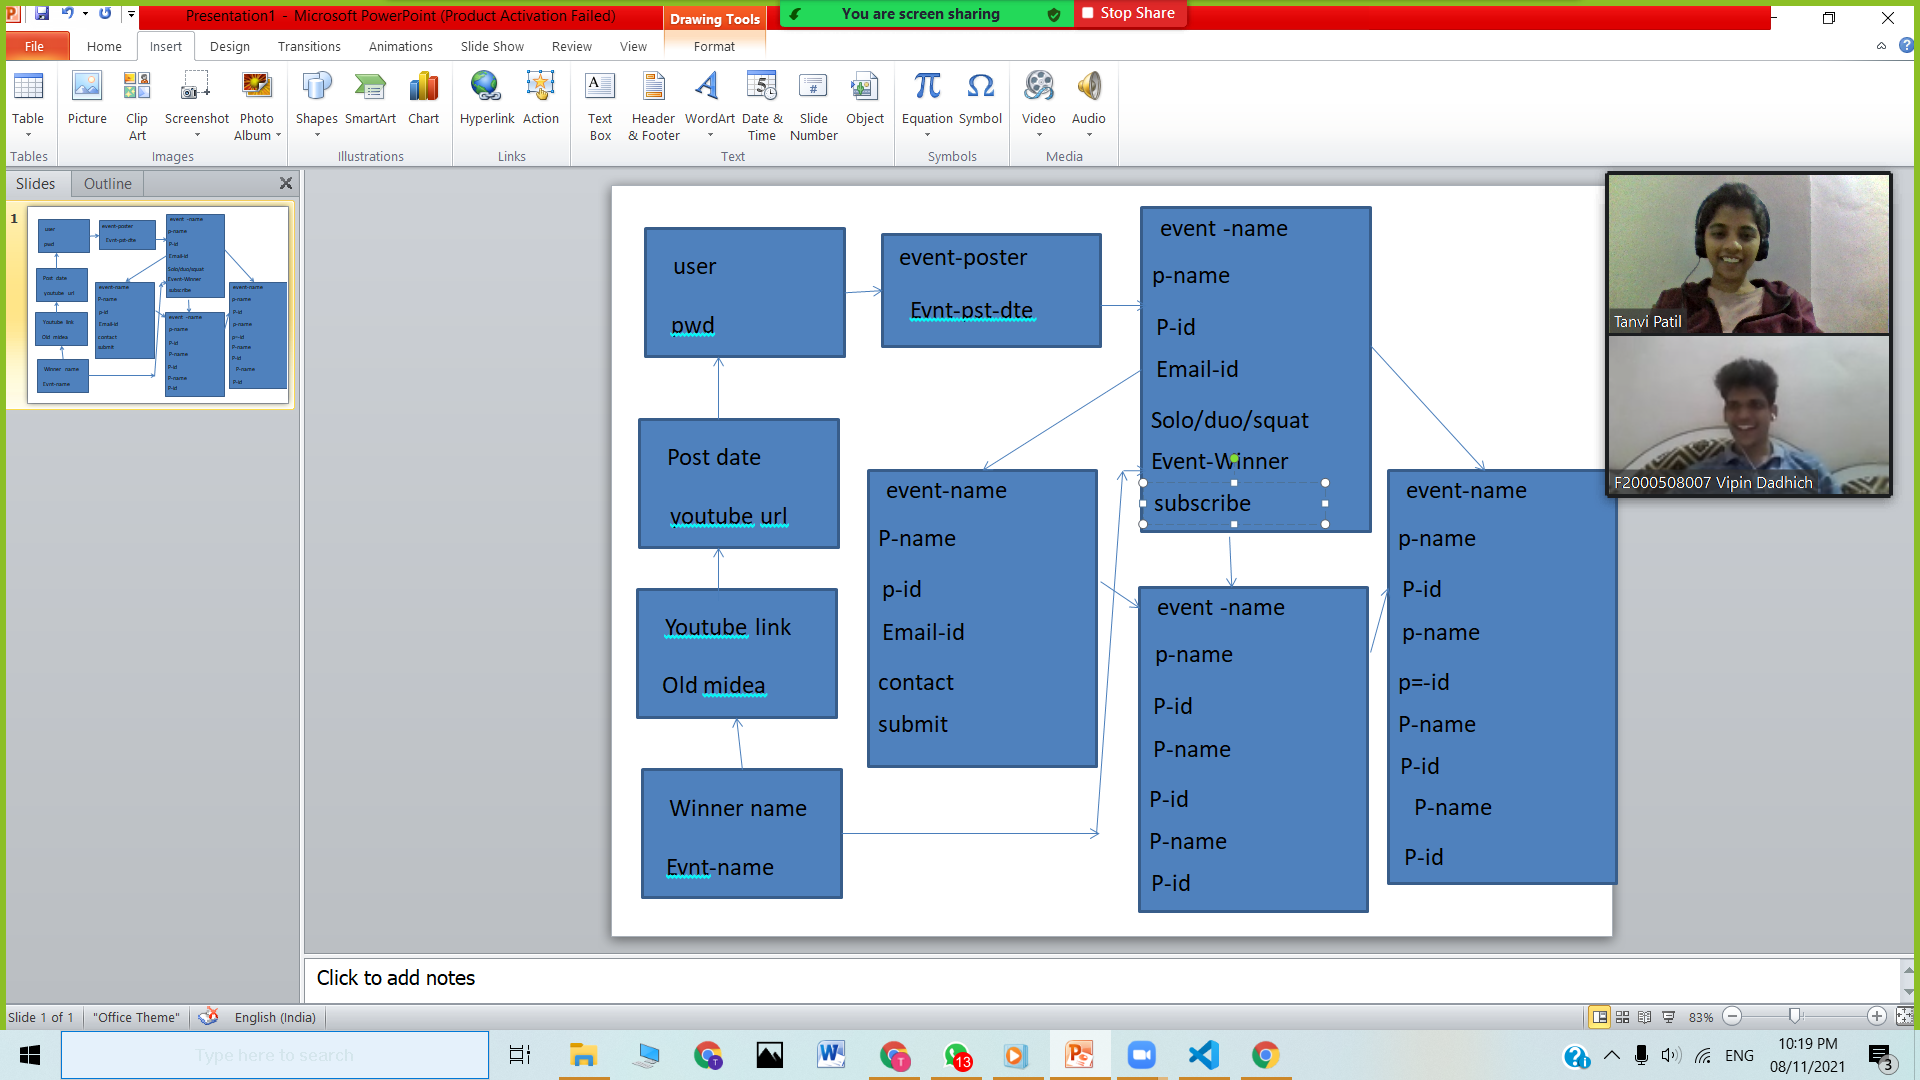 Presentation1 - Microsoft PowerPoint (Product Activation Failed)
Drawing Tools
You are screen sharing
Stop Share
File
Home
Insert
Design
Transitions
Animations
Slide Show
Review
View
Format
Table
Picture
Clip Art
Screenshot
Photo Album
Shapes
SmartArt
Chart
Hyperlink
Action
Text Box
Header & Footer
WordArt
Date & Time
Slide Number
Object
Equation
Symbol
Video
Audio
Tables
Images
Illustrations
Links
Text
Symbols
Media
Slides
Outline
1
user
pwd
event-poster
Evnt-pst-dte
event -name
p-name
P-id
Email-id
Solo/duo/squat
Event-Winner
subscribe
Post date
youtube url
Youtube link
Old midea
Winner name
Evnt-name
event-name
P-name
p-id
Email-id
contact
submit
event -name
p-name
P-id
P-name
P-id
P-name
P-id
event-name
p-name
P-id
p-name
p=-id
P-name
P-id
P-name
P-id
Tanvi Patil
F2000508007 Vipin Dadhich
Click to add notes
Slide 1 of 1
"Office Theme"
English (India)
83%
Type here to search
13
ENG
10:19 PM
08/11/2021
3